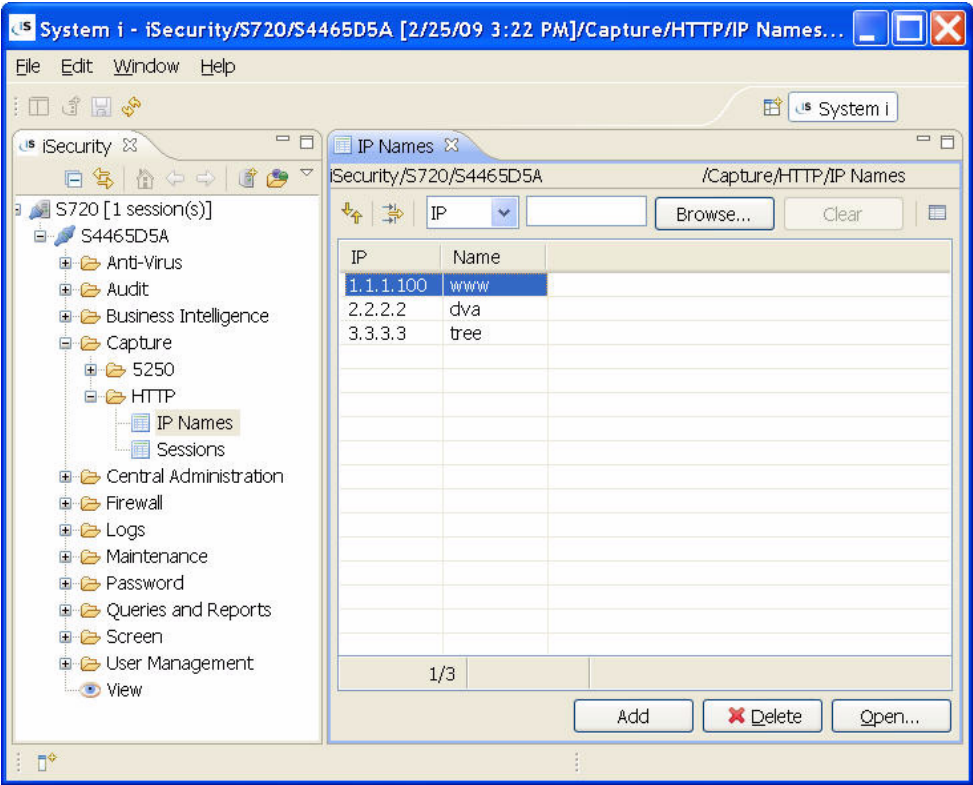 iS System i - iSecurity/S720/S4465D5A [2/25/09 3:22 PM]/Capture/HTTP/IP Names...
File Edit Window Help
iS System i
iS iSecurity
S720 [1 session(s)]
S4465D5A
Anti-Virus
Audit
Business Intelligence
Capture
5250
HTTP
IP Names
Sessions
Central Administration
Firewall
Logs
Maintenance
Password
Queries and Reports
Screen
User Management
View
IP Names
iSecurity/S720/S4465D5A /Capture/HTTP/IP Names
IP Browse... Clear
IP Name
1.1.1.100 www
2.2.2.2 dva
3.3.3.3 tree
1/3
Add Delete Open...